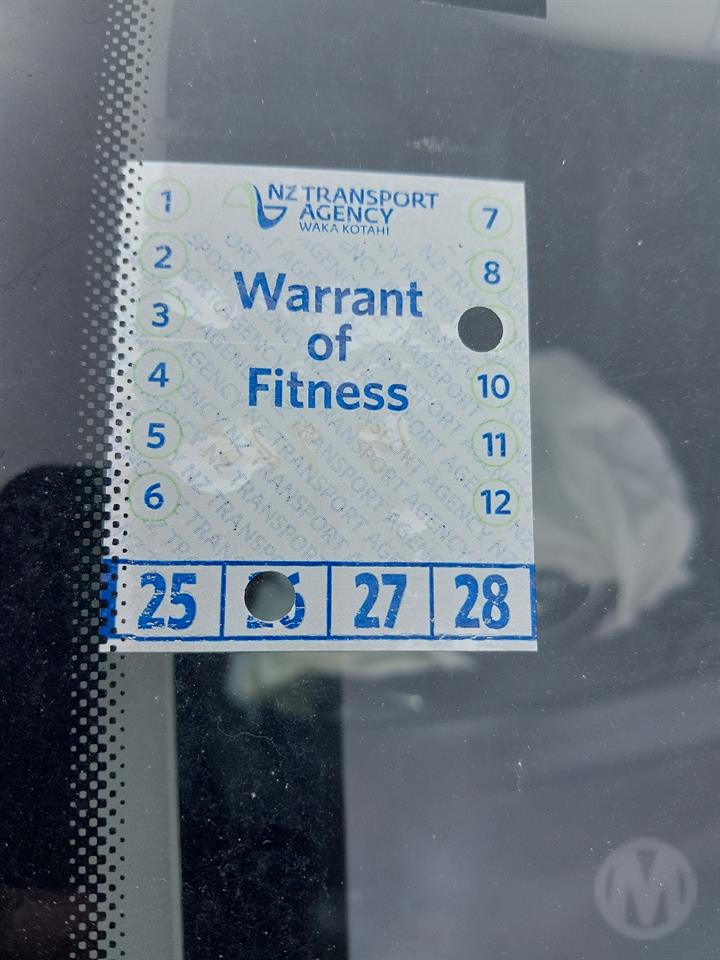 NZ TRANSPORT
AGENCY
WAKA KOTAHI
Warrant
of
Fitness
1
2
3
4
5
6
7
8
10
11
12
25
27
28
M